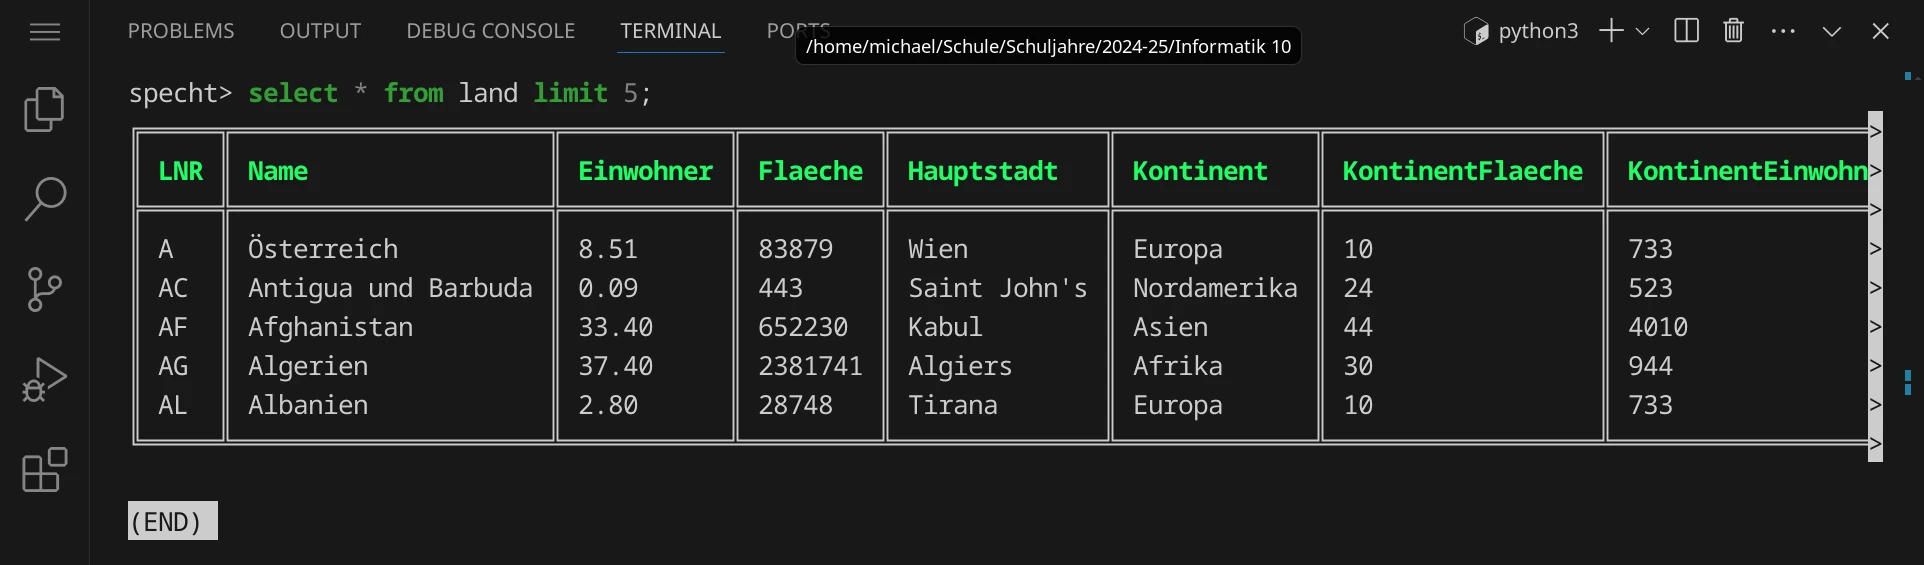 PROBLEMS OUTPUT DEBUG CONSOLE TERMINAL PORTS python3
/home/michael/Schule/Schuljahre/2024-25/Informatik 10
specht> select * from land limit 5;
LNR Name Einwohner Flaeche Hauptstadt Kontinent KontinentFlaeche KontinentEinwohn>
A Österreich 8.51 83879 Wien Europa 10 733 >
AC Antigua und Barbuda 0.09 443 Saint John's Nordamerika 24 523 >
AF Afghanistan 33.40 652230 Kabul Asien 44 4010 >
AG Algerien 37.40 2381741 Algiers Afrika 30 944 >
AL Albanien 2.80 28748 Tirana Europa 10 733 >
(END)